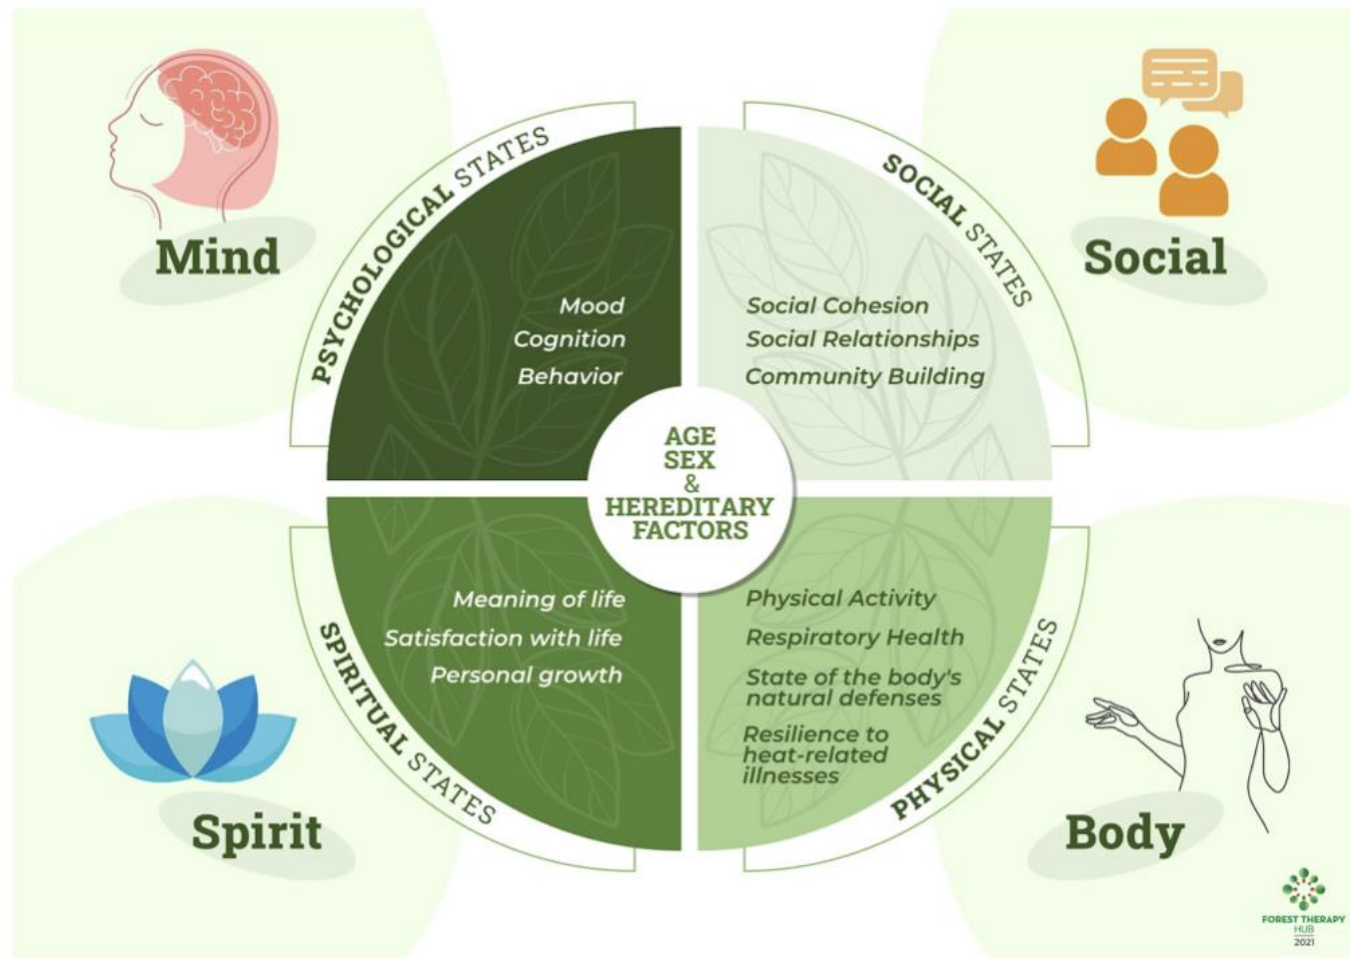 Mind
PSYCHOLOGICAL STATES
Mood
Cognition
Behavior
Social
SOCIAL STATES
Social Cohesion
Social Relationships
Community Building
AGE
SEX
&
HEREDITARY
FACTORS
Spirit
SPIRITUAL STATES
Meaning of life
Satisfaction with life
Personal growth
Body
PHYSICAL STATES
Physical Activity
Respiratory Health
State of the body's
natural defenses
Resilience to
heat-related
illnesses
FOREST THERAPY
HUB
2021